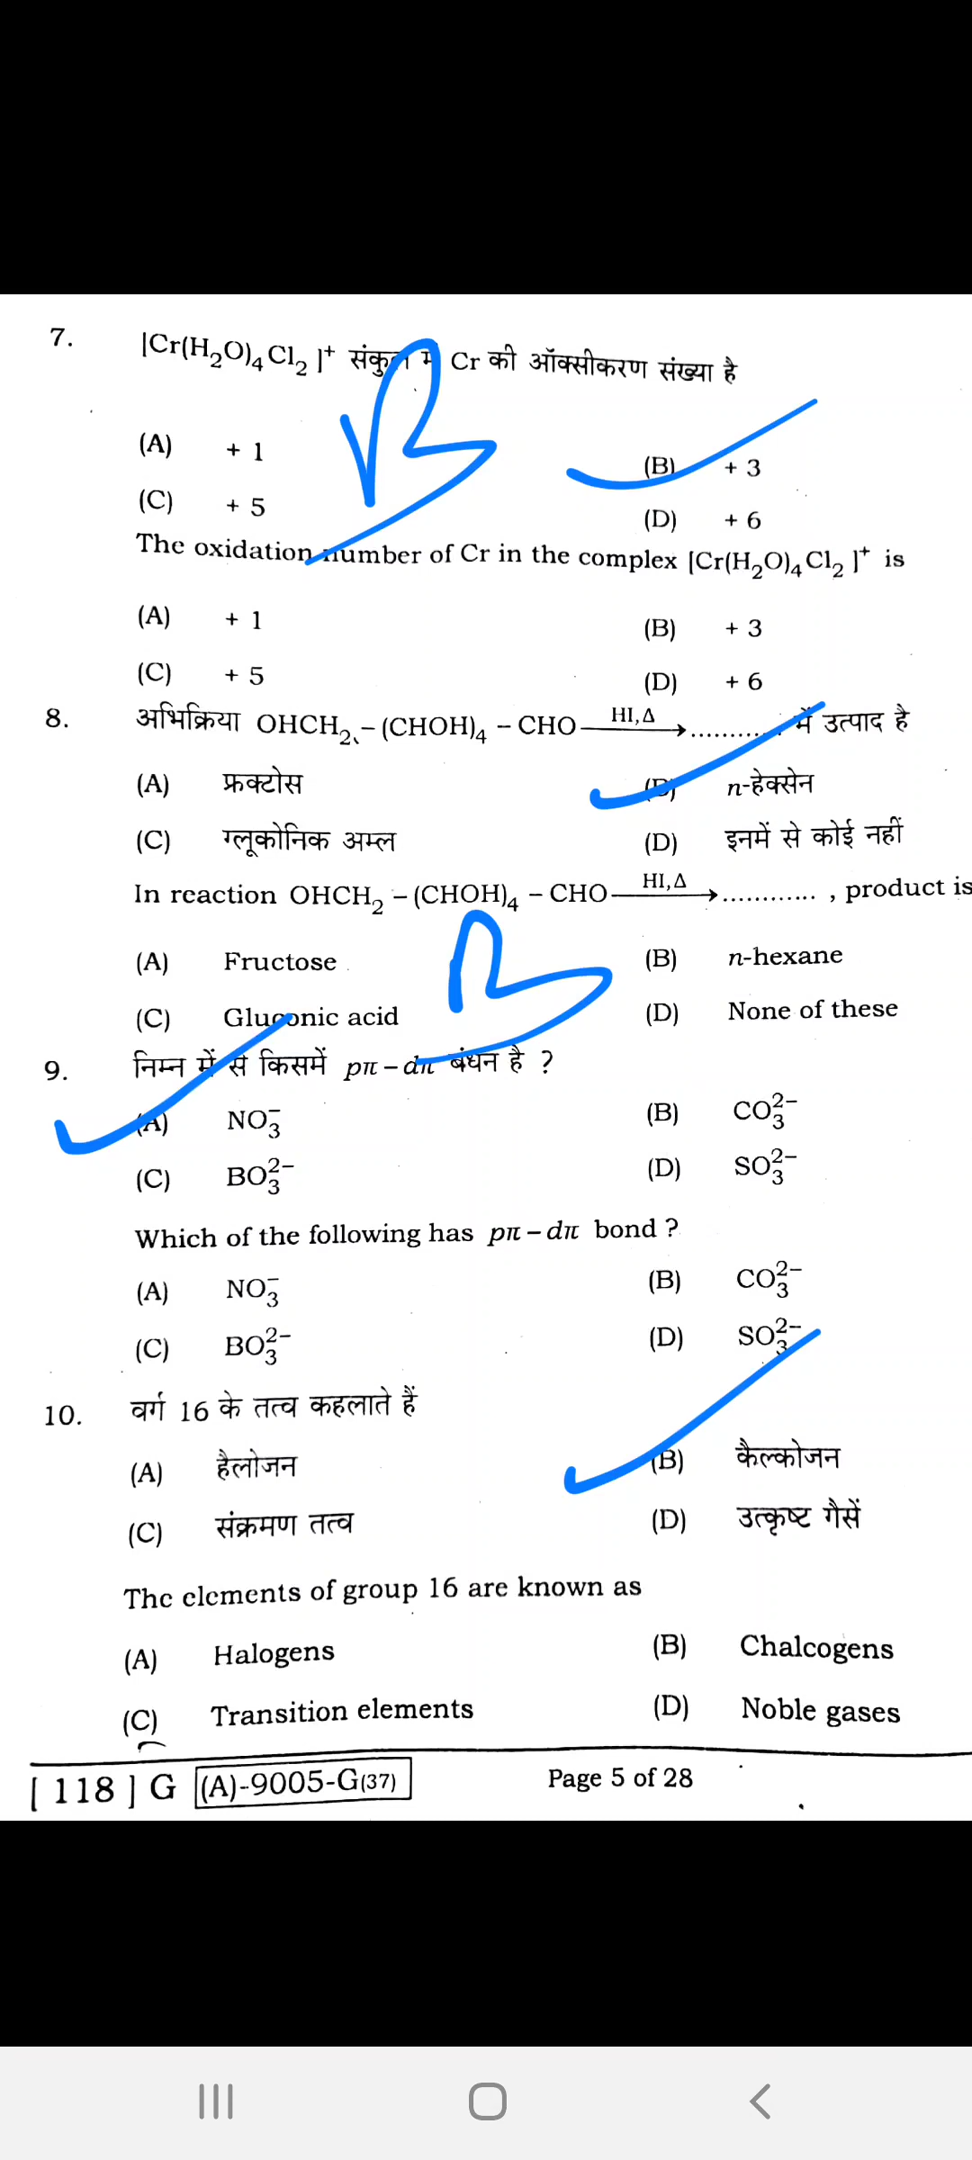 7. [Cr(H₂O)₄Cl₂]⁺ संकुल में Cr की ऑक्सीकरण संख्या है
(A) + 1 (B) + 3
(C) + 5 (D) + 6
The oxidation number of Cr in the complex [Cr(H₂O)₄Cl₂]⁺ is
(A) + 1 (B) + 3
(C) + 5 (D) + 6
8. अभिक्रिया OHCH₂ – (CHOH)₄ – CHO —HI,Δ→ ............ में उत्पाद है
(A) फ्रक्टोस (B) n-हेक्सेन
(C) ग्लूकोनिक अम्ल (D) इनमें से कोई नहीं
In reaction OHCH₂ – (CHOH)₄ – CHO —HI,Δ→ ............ , product is
(A) Fructose (B) n-hexane
(C) Gluconic acid (D) None of these
B
B
9. निम्न में से किसमें pπ – dπ बंधन है ?
(A) NO₃⁻ (B) CO₃²⁻
(C) BO₃²⁻ (D) SO₃²⁻
Which of the following has pπ – dπ bond ?
(A) NO₃⁻ (B) CO₃²⁻
(C) BO₃²⁻ (D) SO₃²⁻
10. वर्ग 16 के तत्व कहलाते हैं
(A) हैलोजन (B) कैल्कोजन
(C) संक्रमण तत्व (D) उत्कृष्ट गैसें
The elements of group 16 are known as
(A) Halogens (B) Chalcogens
(C) Transition elements (D) Noble gases
[ 118 ] G (A)-9005-G(37) Page 5 of 28